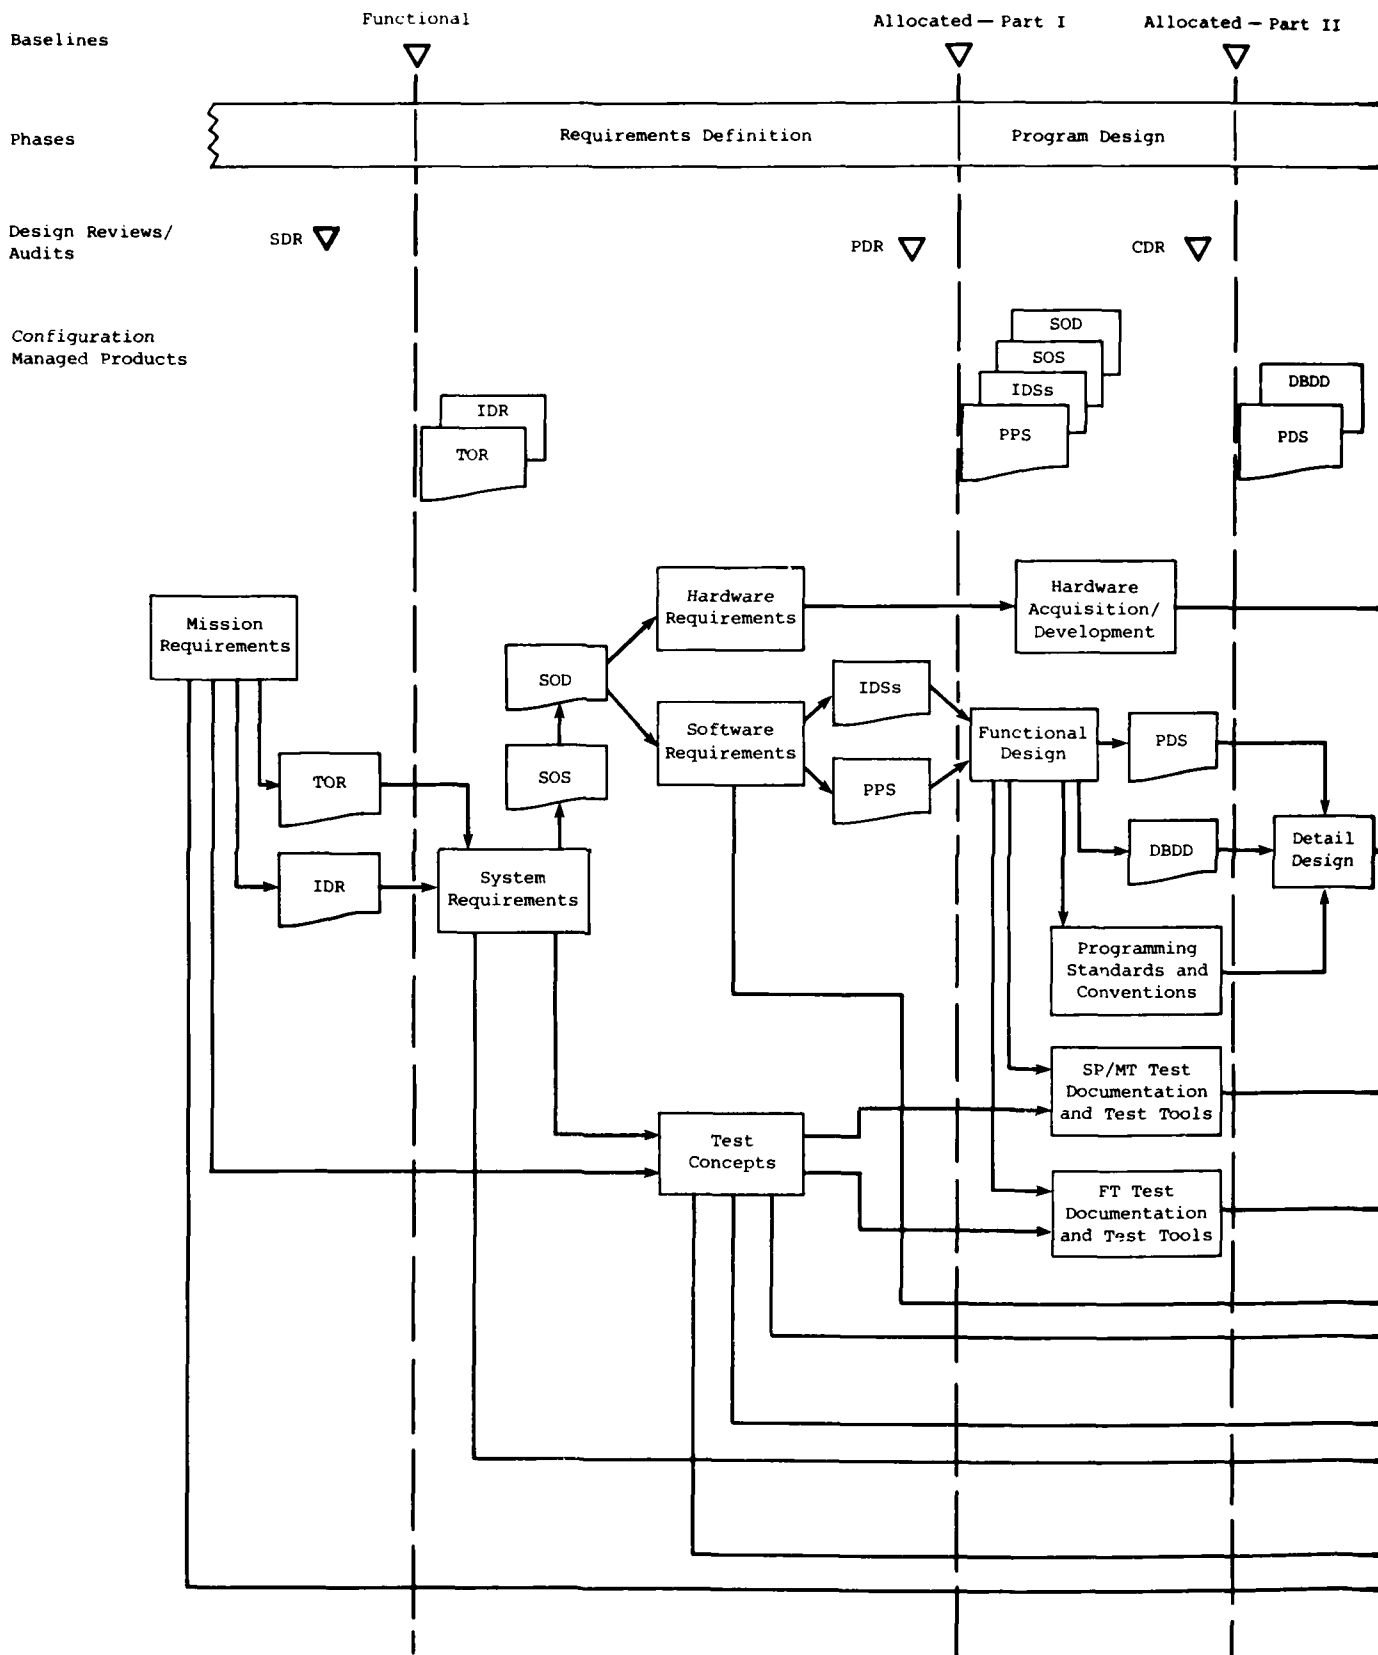 Functional
Allocated — Part I
Allocated — Part II
Baselines
Phases
Requirements Definition
Program Design
Design Reviews/
Audits
SDR
PDR
CDR
Configuration
Managed Products
SOD
SOS
IDSs
PPS
IDR
TOR
DBDD
PDS
Mission
Requirements
Hardware
Requirements
Hardware
Acquisition/
Development
SOD
SOS
Software
Requirements
IDSs
PPS
Functional
Design
PDS
DBDD
Detail
Design
TOR
IDR
System
Requirements
Programming
Standards and
Conventions
SP/MT Test
Documentation
and Test Tools
Test
Concepts
FT Test
Documentation
and Test Tools